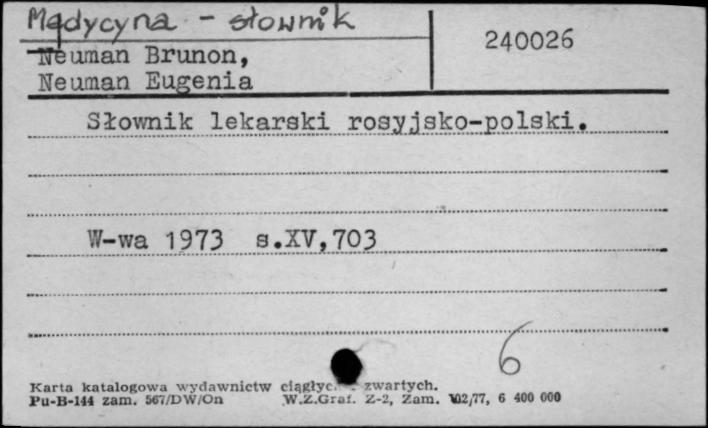 Medycyna - słownik
240026
Neuman Brunon,
Neuman Eugenia
Słownik lekarski rosyjsko-polski.
W-wa 1973 s.XV,703
6
Karta katalogowa wydawnictw ciągłyc zwartych.
Pu-B-144 zam. 567/DW/On W.Z.Graf. Z-2, Zam. 102/77, 6 400 000